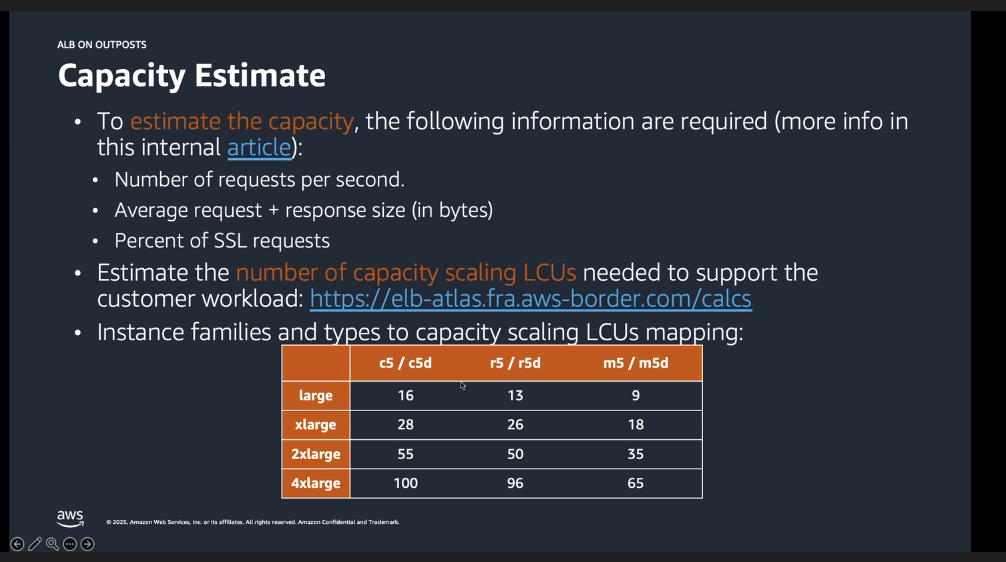 ALB ON OUTPOSTS
Capacity Estimate
• To estimate the capacity, the following information are required (more info in
this internal article):
• Number of requests per second.
• Average request + response size (in bytes)
• Percent of SSL requests
• Estimate the number of capacity scaling LCUs needed to support the
customer workload: https://elb-atlas.fra.aws-border.com/calcs
• Instance families and types to capacity scaling LCUs mapping:
c5 / c5d r5 / r5d m5 / m5d
large 16 13 9
xlarge 28 26 18
2xlarge 55 50 35
4xlarge 100 96 65
aws
© 2025, Amazon Web Services, Inc. or its affiliates. All rights reserved. Amazon Confidential and Trademark.